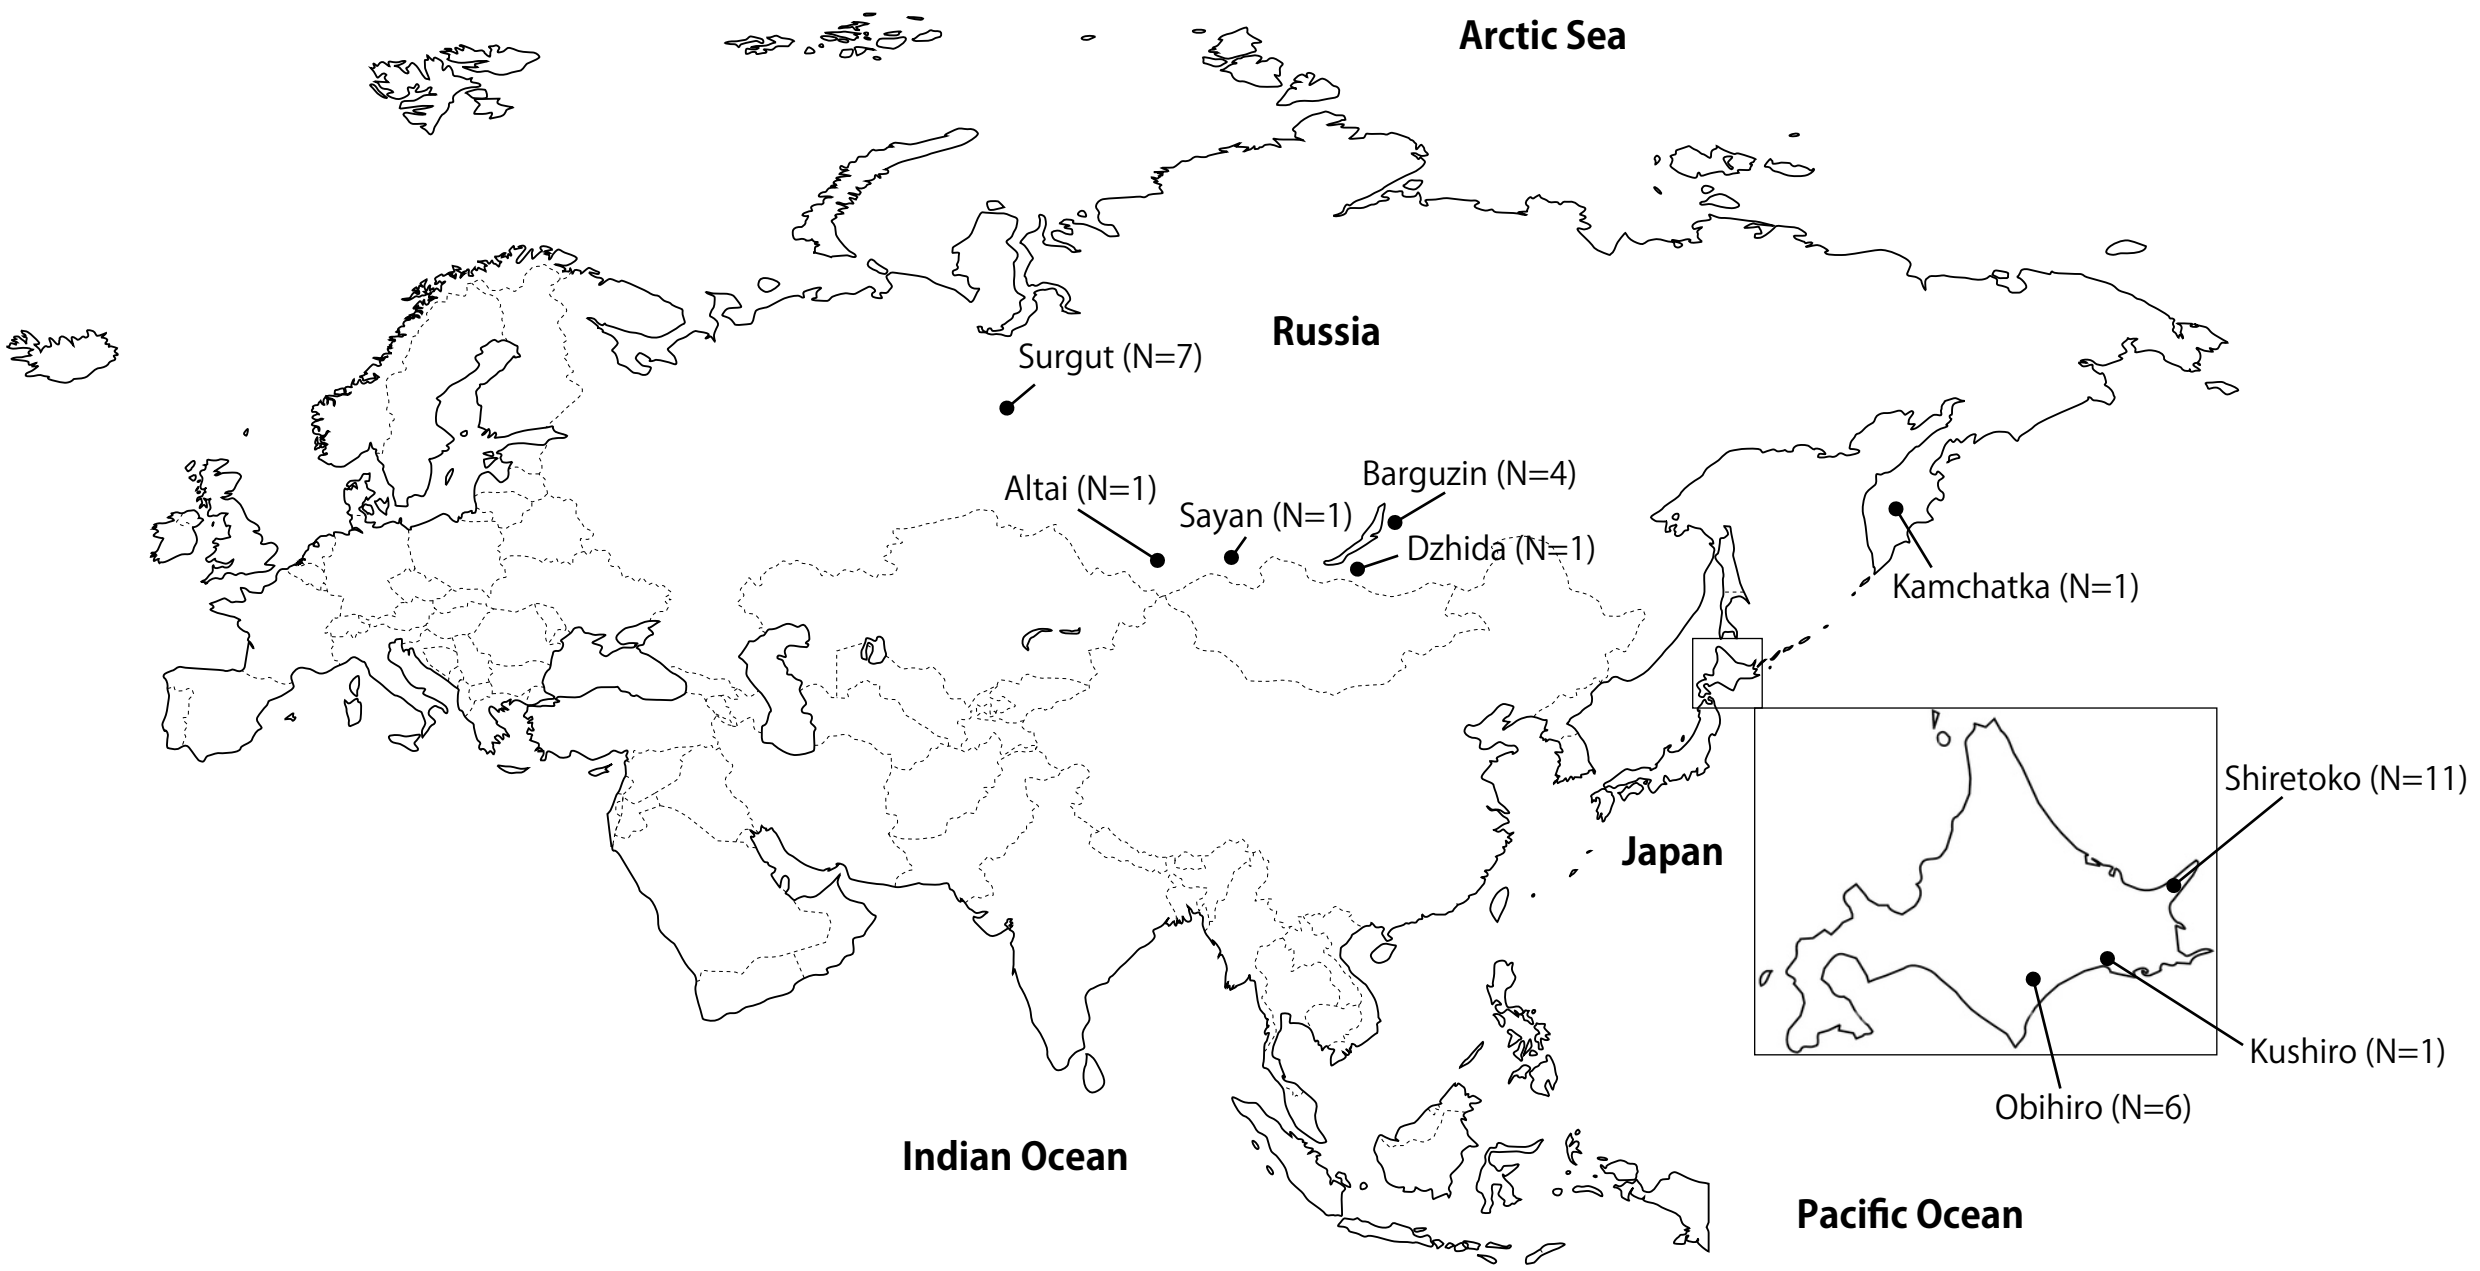 Arctic Sea
Russia
Surgut (N=7)
Barguzin (N=4)
Altai (N=1)
Sayan (N=1)
Dzhida (N=1)
Kamchatka (N=1)
Shiretoko (N=11)
Japan
Kushiro (N=1)
Obihiro (N=6)
Indian Ocean
Pacific Ocean